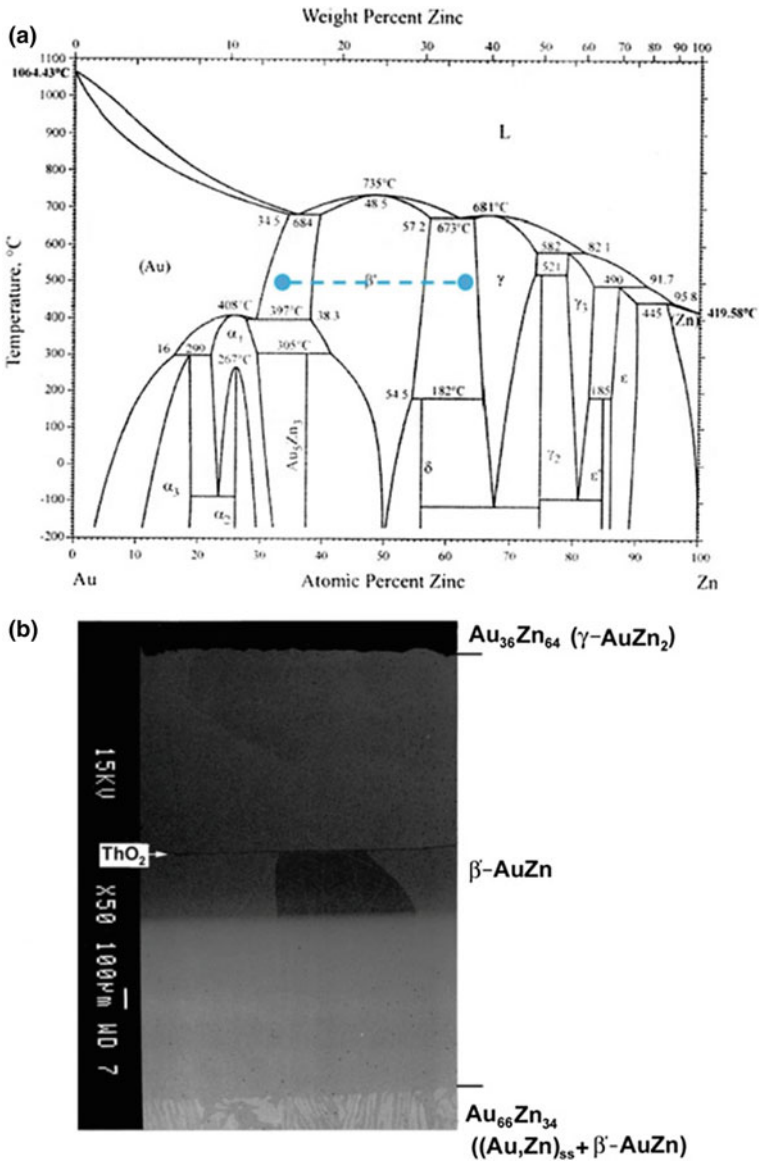 Weight Percent Zinc
(a)
0 10 20 30 40 50 60 70 80 90 100
1100
1064.43°C
1000
900
800
700
600
500
400
300
200
100
0
-100
-200
Temperature, °C
L
735°C
48.5
34.5
684
57.2
673°C
681°C
582
82.1
521
(Au)
β'
γ
γ3
490
91.7
95.8
445
(Zn)
419.58°C
408°C
397°C
38.3
α1
16
299
267°C
305°C
54.5
182°C
185
ε
Au5Zn3
α3
α2
δ
γ2
ε'
0 10 20 30 40 50 60 70 80 90 100
Au
Atomic Percent Zinc
Zn
(b)
Au36Zn64 (γ-AuZn2)
15KV X50 100μm WD 7
ThO2
β'-AuZn
Au66Zn34
((Au,Zn)ss + β'-AuZn)